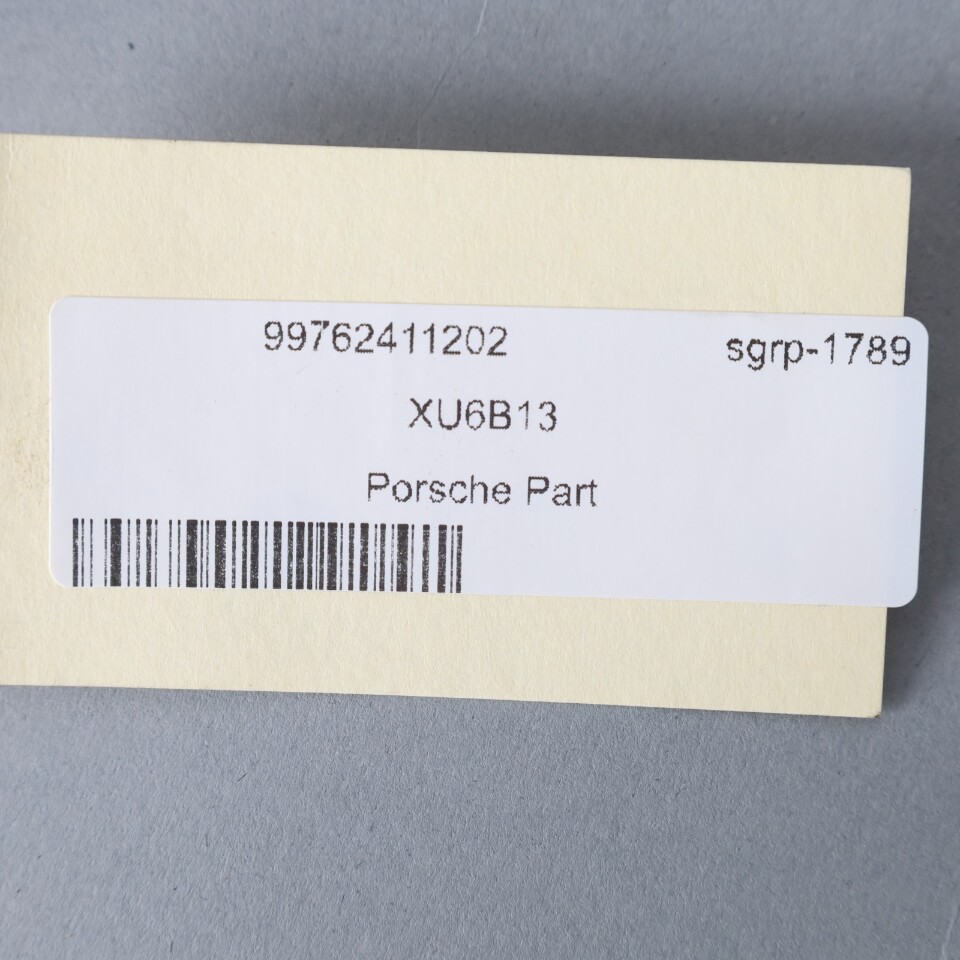 99762411202 sgrp-1789
XU6B13
Porsche Part